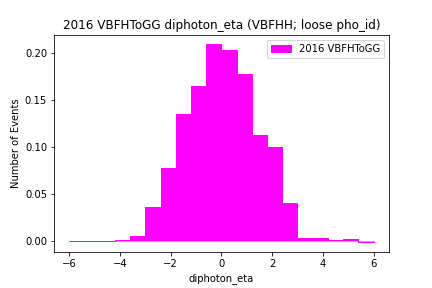 2016 VBFHToGG diphoton_eta (VBFHH; loose pho_id)
2016 VBFHToGG
Number of Events
0.20
0.15
0.10
0.05
0.00
−6 −4 −2 0 2 4 6
diphoton_eta